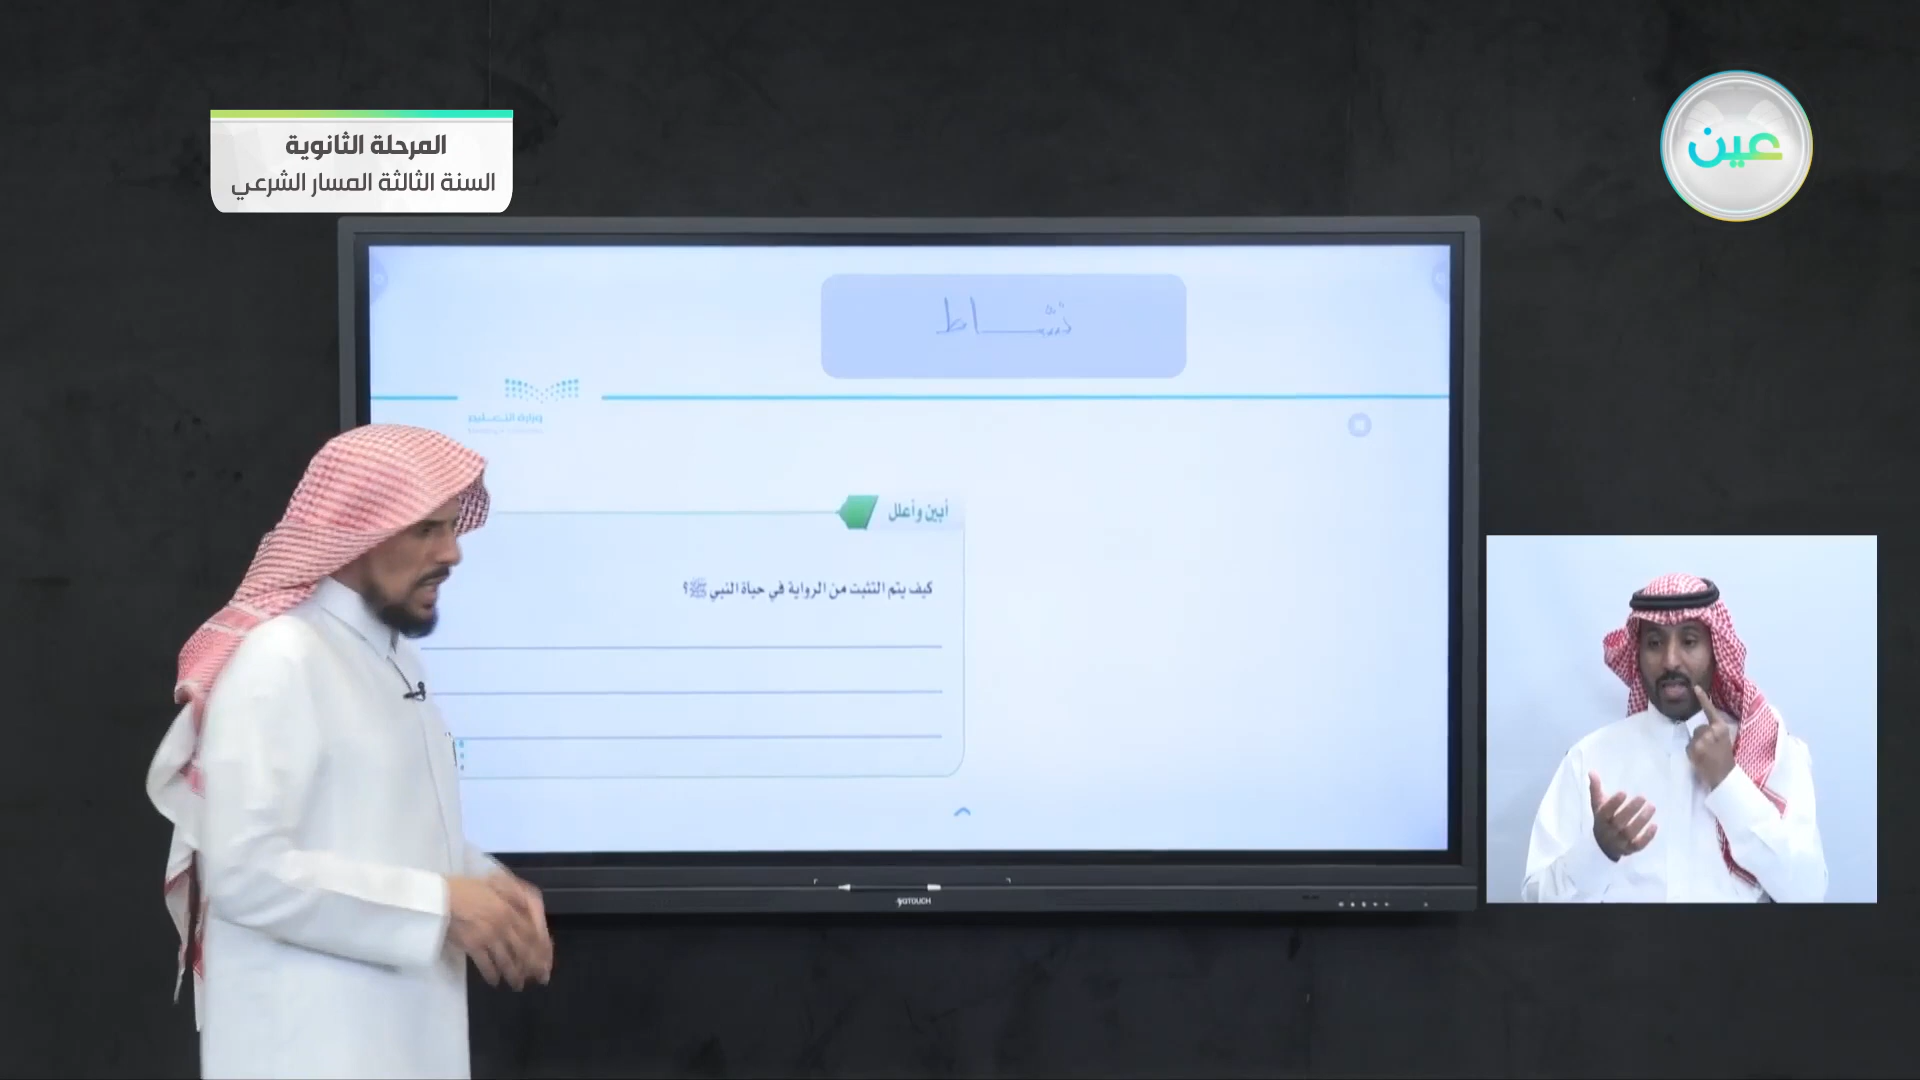 المرحلة الثانوية
السنة الثالثة المسار الشرعي
عين
نشاط
وزارة التعليم
أبين وأعلل
كيف يتم التثبت من الرواية في حياة النبي ﷺ؟
YQTOUCH